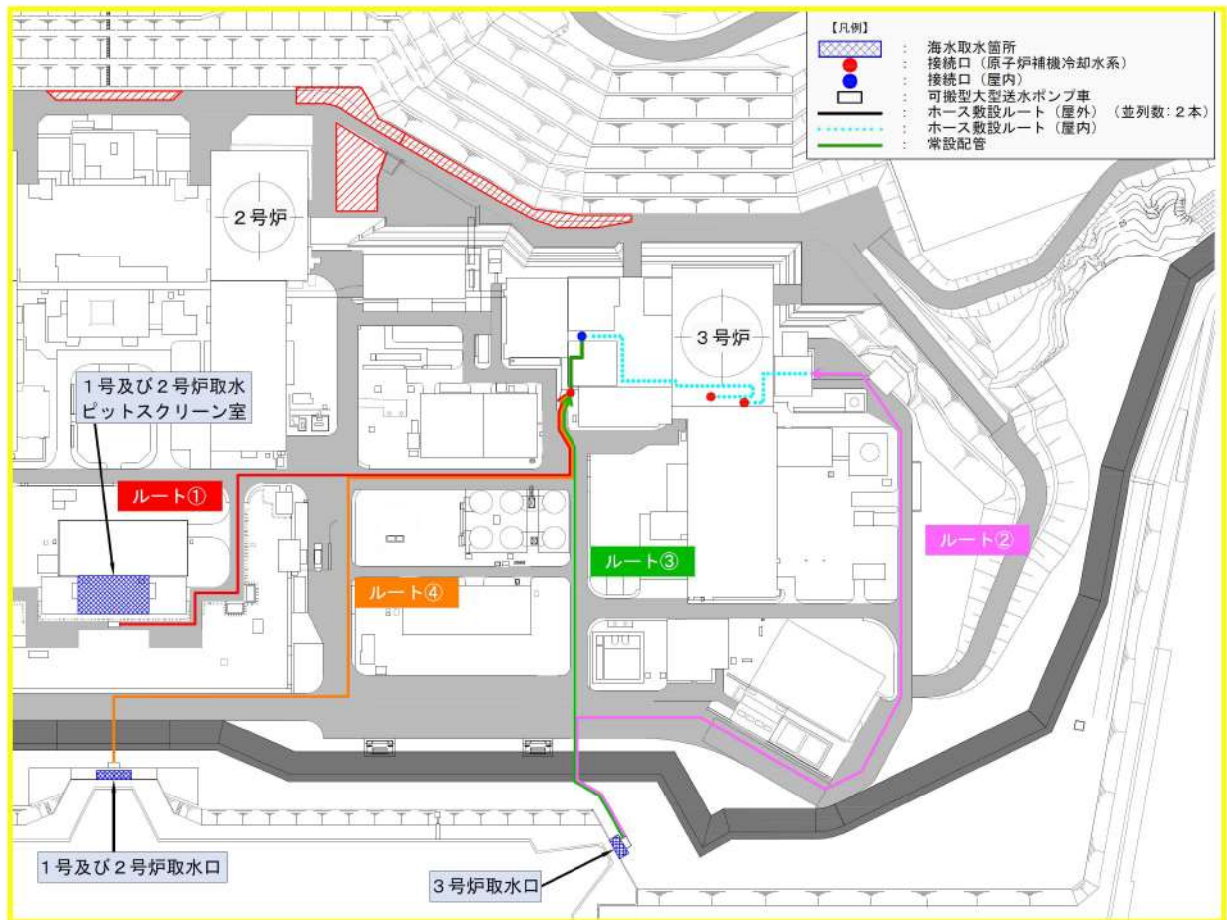 【凡例】
： 海水取水箇所
： 接続口（原子炉補機冷却水系）
： 接続口（屋内）
： 可搬型大型送水ポンプ車
： ホース敷設ルート（屋外）（並列数：２本）
： ホース敷設ルート（屋内）
： 常設配管
２号炉
３号炉
１号及び２号炉取水
ピットスクリーン室
ルート①
ルート②
ルート③
ルート④
１号及び２号炉取水口
３号炉取水口